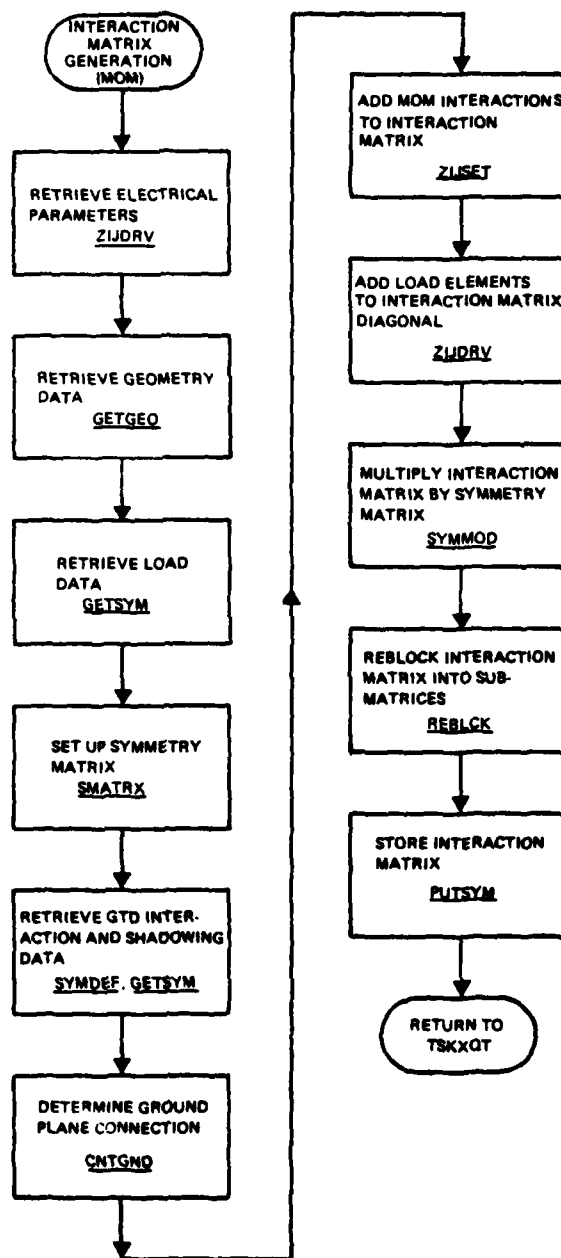 INTERACTION
MATRIX
GENERATION
(MOM)
RETRIEVE ELECTRICAL
PARAMETERS
ZIJDRV
RETRIEVE GEOMETRY
DATA
GETGEO
RETRIEVE LOAD
DATA
GETSYM
SET UP SYMMETRY
MATRIX
SMATRX
RETRIEVE GTD INTER-
ACTION AND SHADOWING
DATA
SYMDEF, GETSYM
DETERMINE GROUND
PLANE CONNECTION
CNTGND
ADD MOM INTERACTIONS
TO INTERACTION
MATRIX
ZIJSET
ADD LOAD ELEMENTS
TO INTERACTION MATRIX
DIAGONAL
ZIJDRV
MULTIPLY INTERACTION
MATRIX BY SYMMETRY
MATRIX
SYMMOD
REBLOCK INTERACTION
MATRIX INTO SUB-
MATRICES
REBLCK
STORE INTERACTION
MATRIX
PUTSYM
RETURN TO
TSKXQT